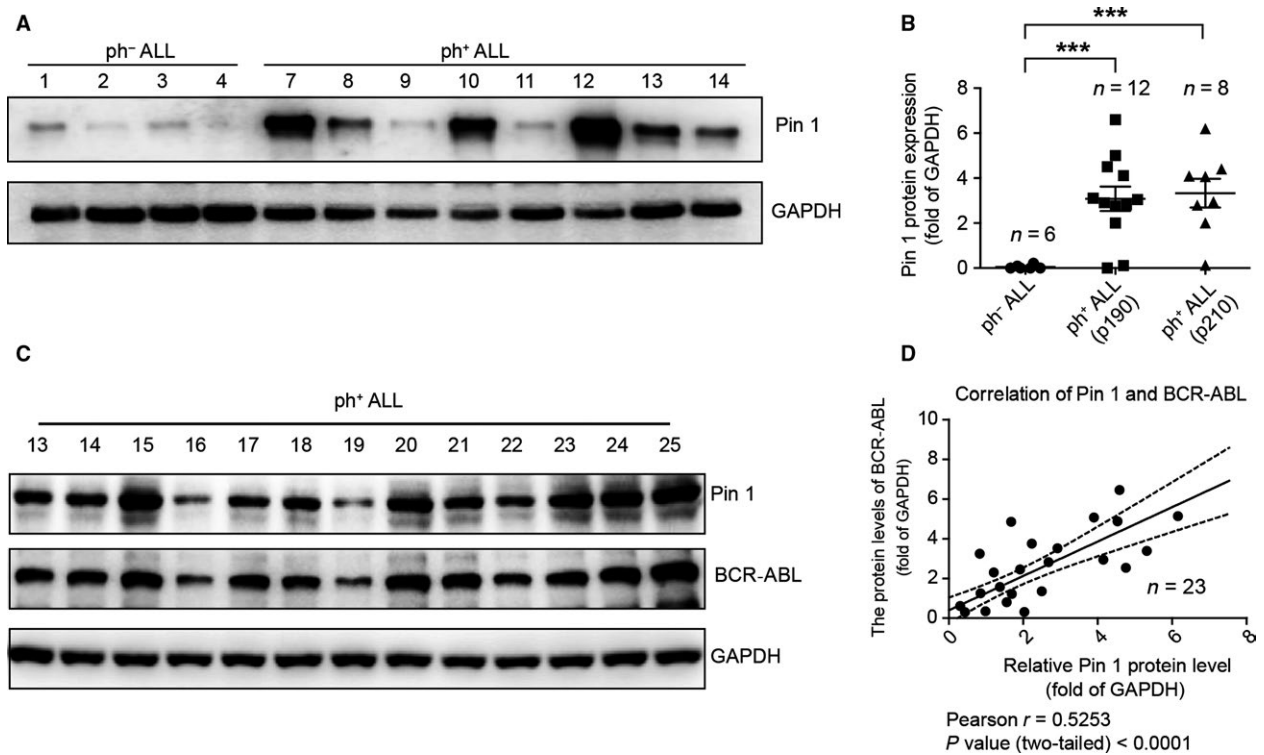 A
ph⁻ ALL
ph⁺ ALL
1 2 3 4 7 8 9 10 11 12 13 14
Pin 1
GAPDH
B
***
***
Pin 1 protein expression
(fold of GAPDH)
8
6
4
2
0
n = 6
n = 12
n = 8
ph⁻ ALL
ph⁺ ALL
(p190)
ph⁺ ALL
(p210)
C
ph⁺ ALL
13 14 15 16 17 18 19 20 21 22 23 24 25
Pin 1
BCR-ABL
GAPDH
D
Correlation of Pin 1 and BCR-ABL
The protein levels of BCR-ABL
(fold of GAPDH)
10
8
6
4
2
0
n = 23
0 2 4 6 8
Relative Pin 1 protein level
(fold of GAPDH)
Pearson r = 0.5253
P value (two-tailed) < 0.0001